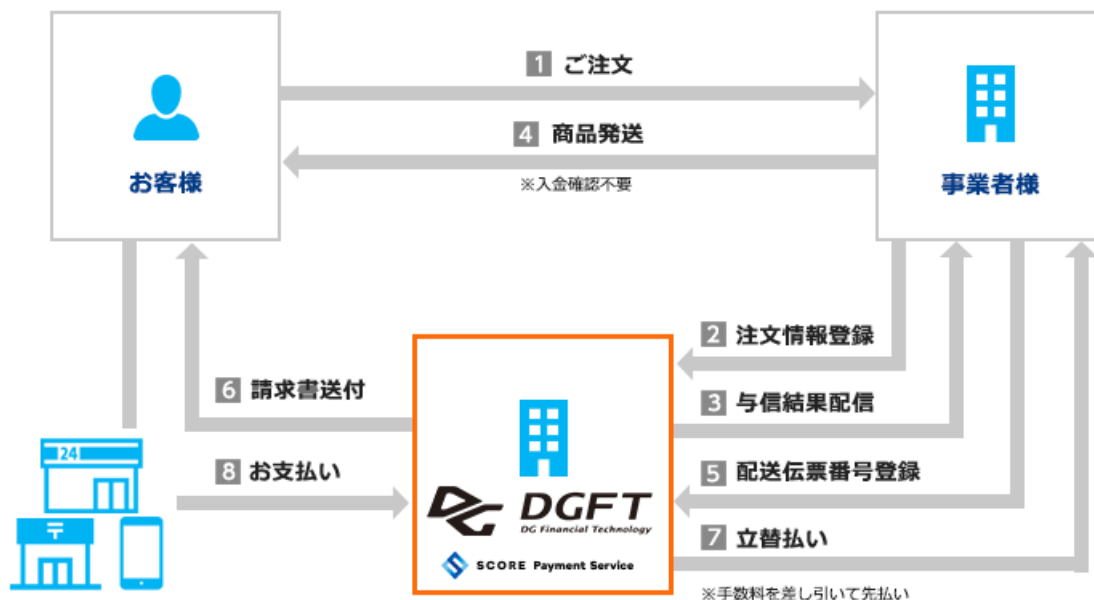 1 ご注文
4 商品発送
※入金確認不要
お客様
事業者様
2 注文情報登録
6 請求書送付
3 与信結果配信
24
8 お支払い
5 配送伝票番号登録
DG DGFT
DG Financial Technology
〒
7 立替払い
S SCORE Payment Service
※手数料を差し引いて先払い